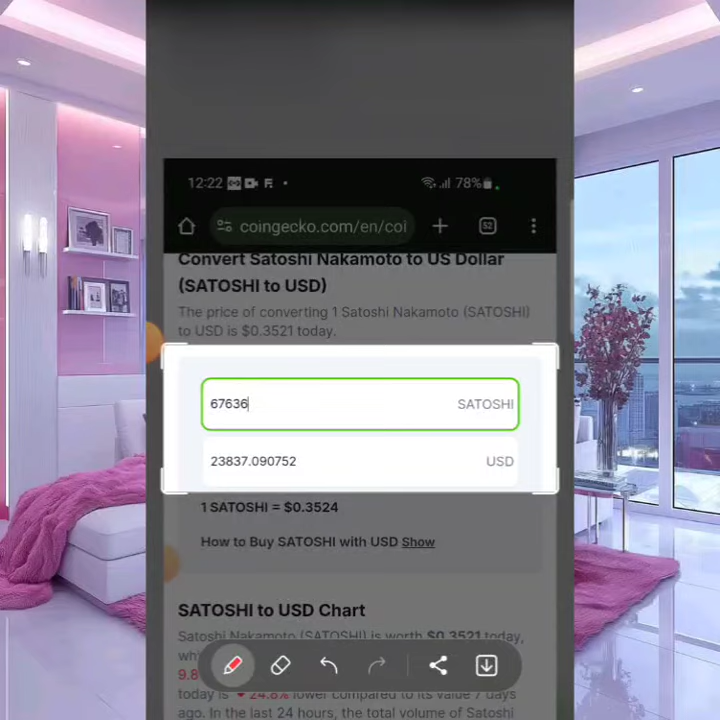 12:22 78%
coingecko.com/en/coi 52
Convert Satoshi Nakamoto to US Dollar
(SATOSHI to USD)
The price of converting 1 Satoshi Nakamoto (SATOSHI)
to USD is $0.3521 today.
67636 SATOSHI
23837.090752 USD
1 SATOSHI = $0.3524
How to Buy SATOSHI with USD Show
SATOSHI to USD Chart
Satoshi Nakamoto (SATOSHI) is worth $0.3521 today,
9.8
today is 24.8% lower compared to its value 7 days
ago. In the last 24 hours, the total volume of Satoshi